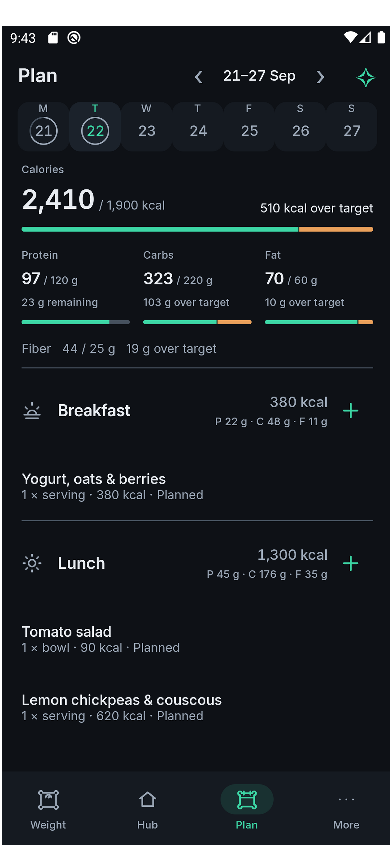 9:43
Plan
21–27 Sep
M T W T F S S
21 22 23 24 25 26 27
Calories
2,410 / 1,900 kcal
510 kcal over target
Protein Carbs Fat
97 / 120 g 323 / 220 g 70 / 60 g
23 g remaining 103 g over target 10 g over target
Fiber 44 / 25 g 19 g over target
Breakfast
380 kcal
P 22 g · C 48 g · F 11 g
Yogurt, oats & berries
1 × serving · 380 kcal · Planned
Lunch
1,300 kcal
P 45 g · C 176 g · F 35 g
Tomato salad
1 × bowl · 90 kcal · Planned
Lemon chickpeas & couscous
1 × serving · 620 kcal · Planned
Weight Hub Plan More